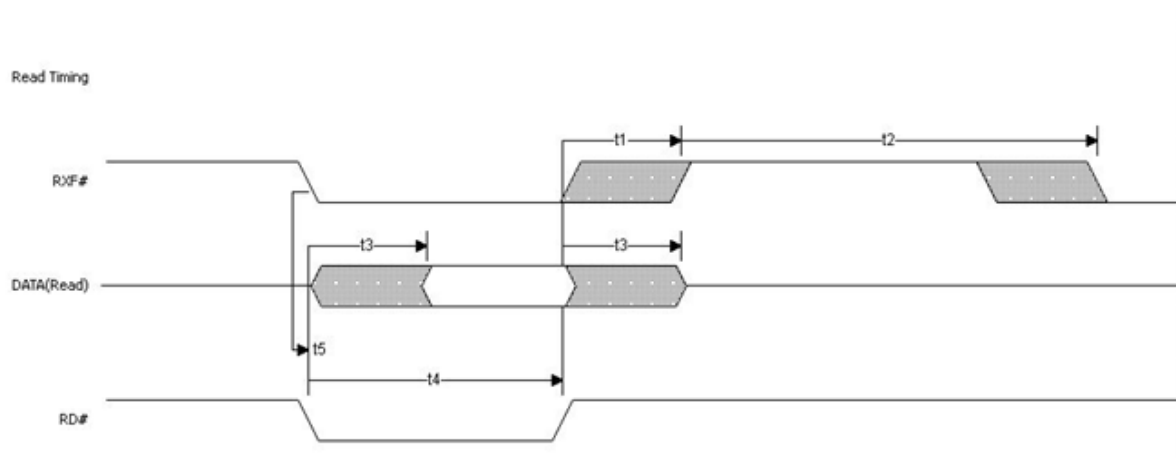 Read Timing
t1 t2
RXF#
t3 t3
DATA(Read)
t5
t4
RD#